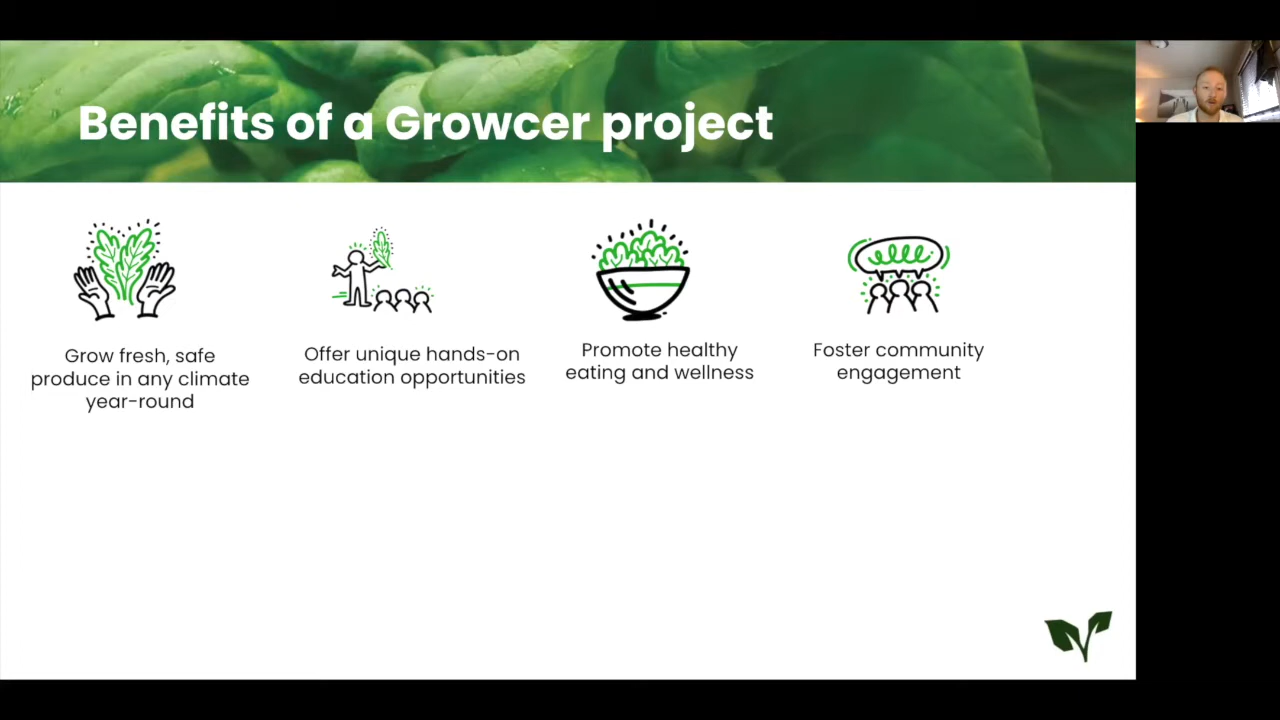 Benefits of a Growcer project
Grow fresh, safe
produce in any climate
year-round
Offer unique hands-on
education opportunities
Promote healthy
eating and wellness
Foster community
engagement